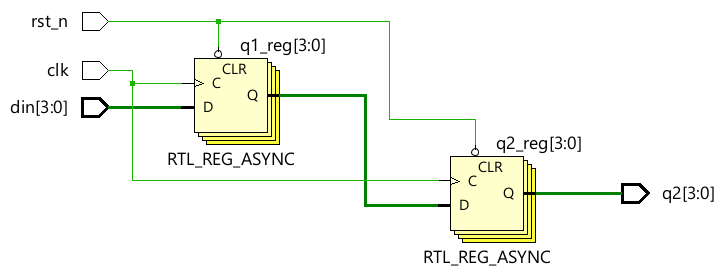 rst_n
q1_reg[3:0]
CLR
clk
C
Q
din[3:0]
D
RTL_REG_ASYNC
q2_reg[3:0]
CLR
C
Q
q2[3:0]
D
RTL_REG_ASYNC